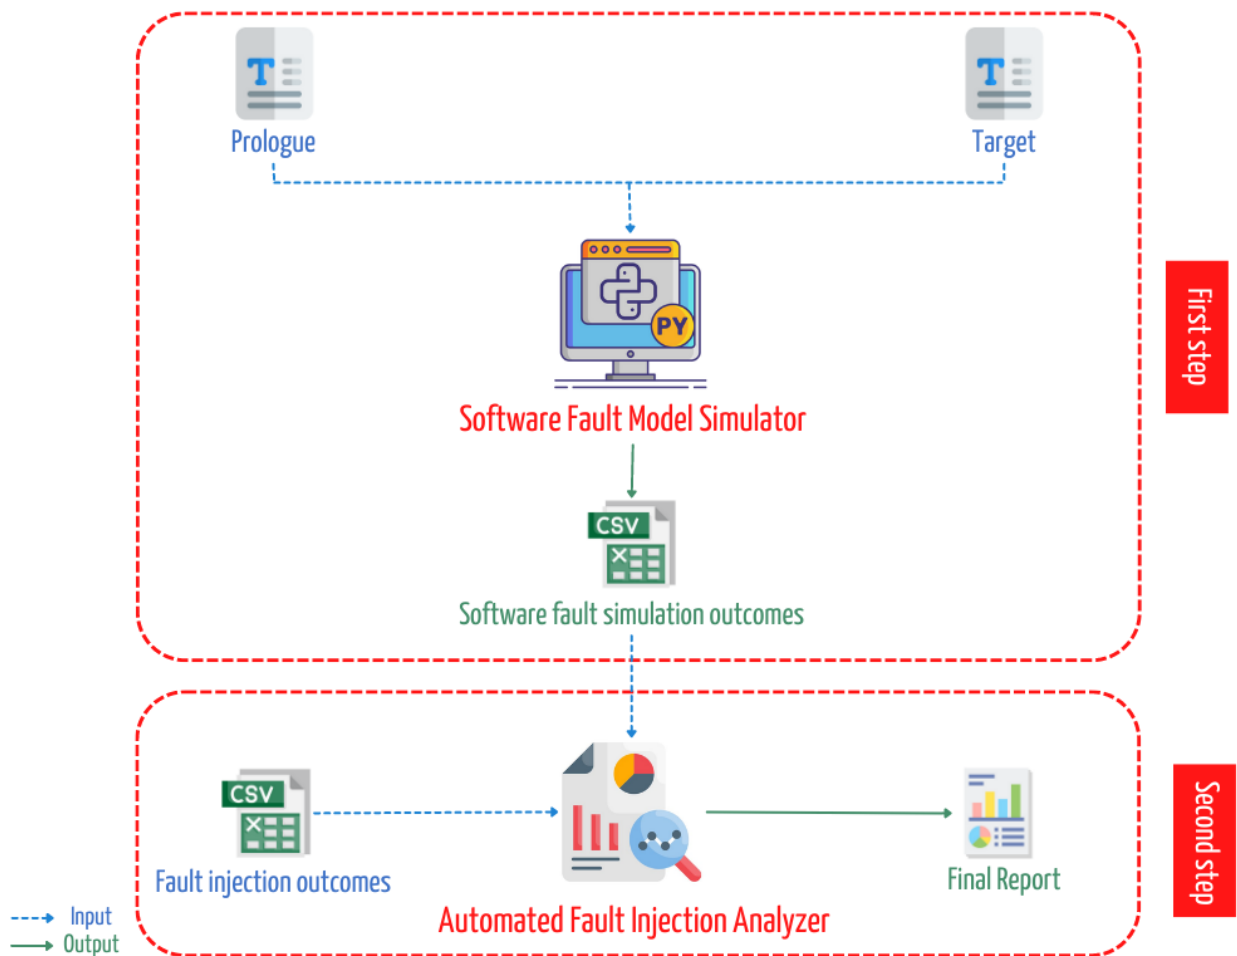 T
T
Prologue
Target
PY
First step
Software Fault Model Simulator
CSV
Software fault simulation outcomes
CSV
Fault injection outcomes
Final Report
Second step
Automated Fault Injection Analyzer
Input
Output